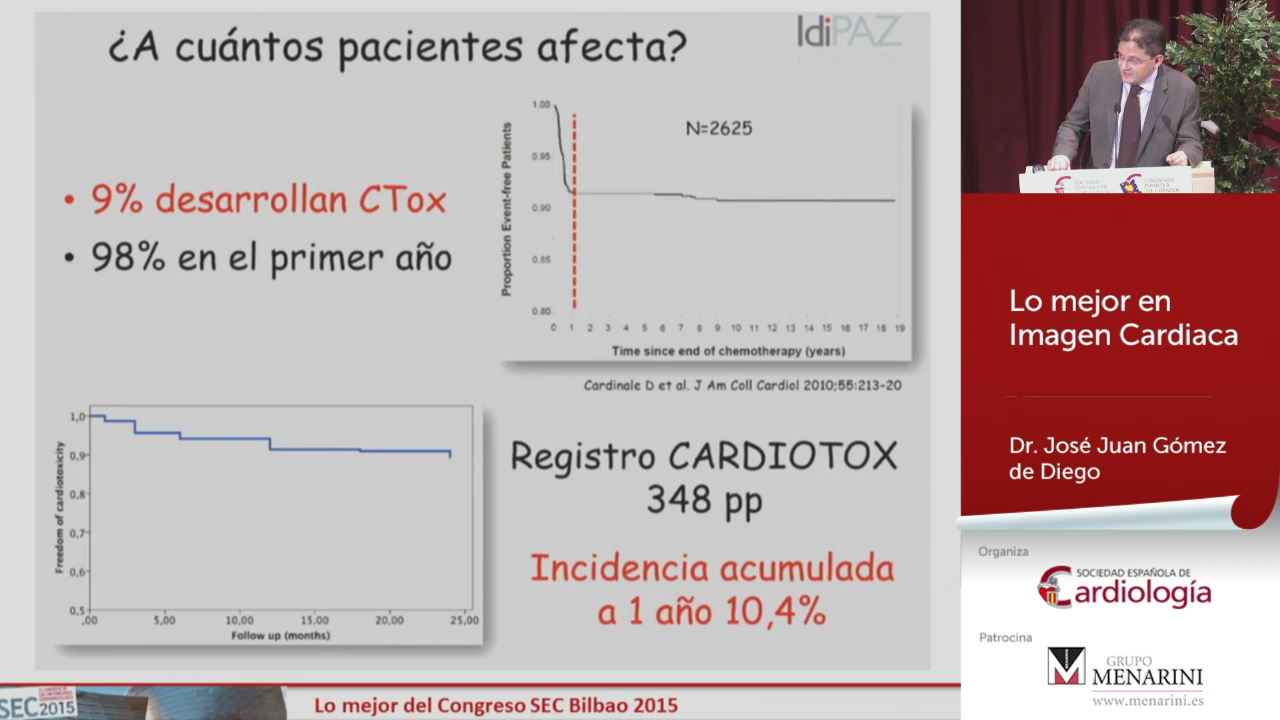 ¿A cuántos pacientes afecta?
IdiPAZ
• 9% desarrollan CTox
• 98% en el primer año
Proportion Event-free Patients
1.00
0.95
0.90
0.85
0.80
N=2625
0 1 2 3 4 5 6 7 8 9 10 11 12 13 14 15 16 17 18 19
Time since end of chemotherapy (years)
Cardinale D et al. J Am Coll Cardiol 2010;55:213-20
Freedom of cardiotoxicity
1,0
0,9
0,8
0,7
0,6
0,5
,00 5,00 10,00 15,00 20,00 25,00
Follow up (months)
Registro CARDIOTOX
348 pp
Incidencia acumulada
a 1 año 10,4%
SEC
2015
Lo mejor del Congreso SEC Bilbao 2015
Lo mejor en
Imagen Cardiaca
Dr. José Juan Gómez
de Diego
Organiza
SOCIEDAD ESPAÑOLA DE
Cardiología
Patrocina
GRUPO
MENARINI
www.menarini.es